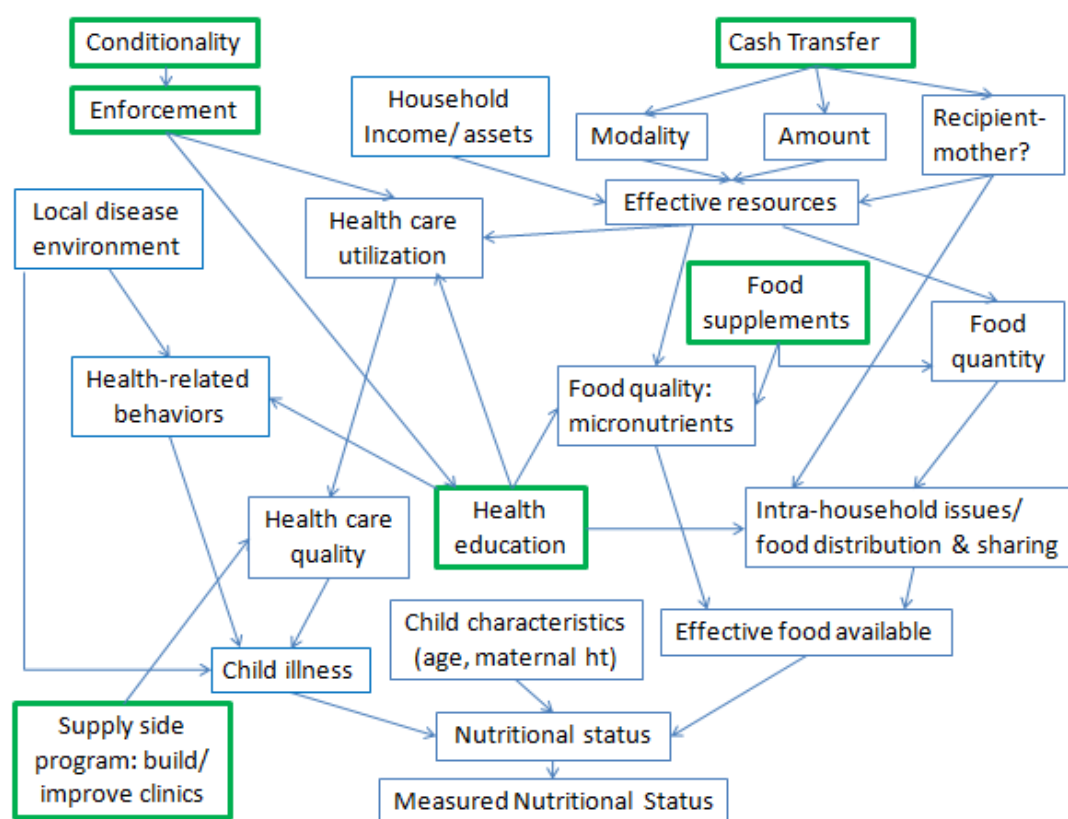 Conditionality
Cash Transfer
Enforcement
Household
Income/ assets
Modality
Amount
Recipient-
mother?
Local disease
environment
Health care
utilization
Effective resources
Food
supplements
Food
quantity
Health-related
behaviors
Food quality:
micronutrients
Health care
quality
Health
education
Intra-household issues/
food distribution & sharing
Child characteristics
(age, maternal ht)
Effective food available
Child illness
Supply side
program: build/
improve clinics
Nutritional status
Measured Nutritional Status